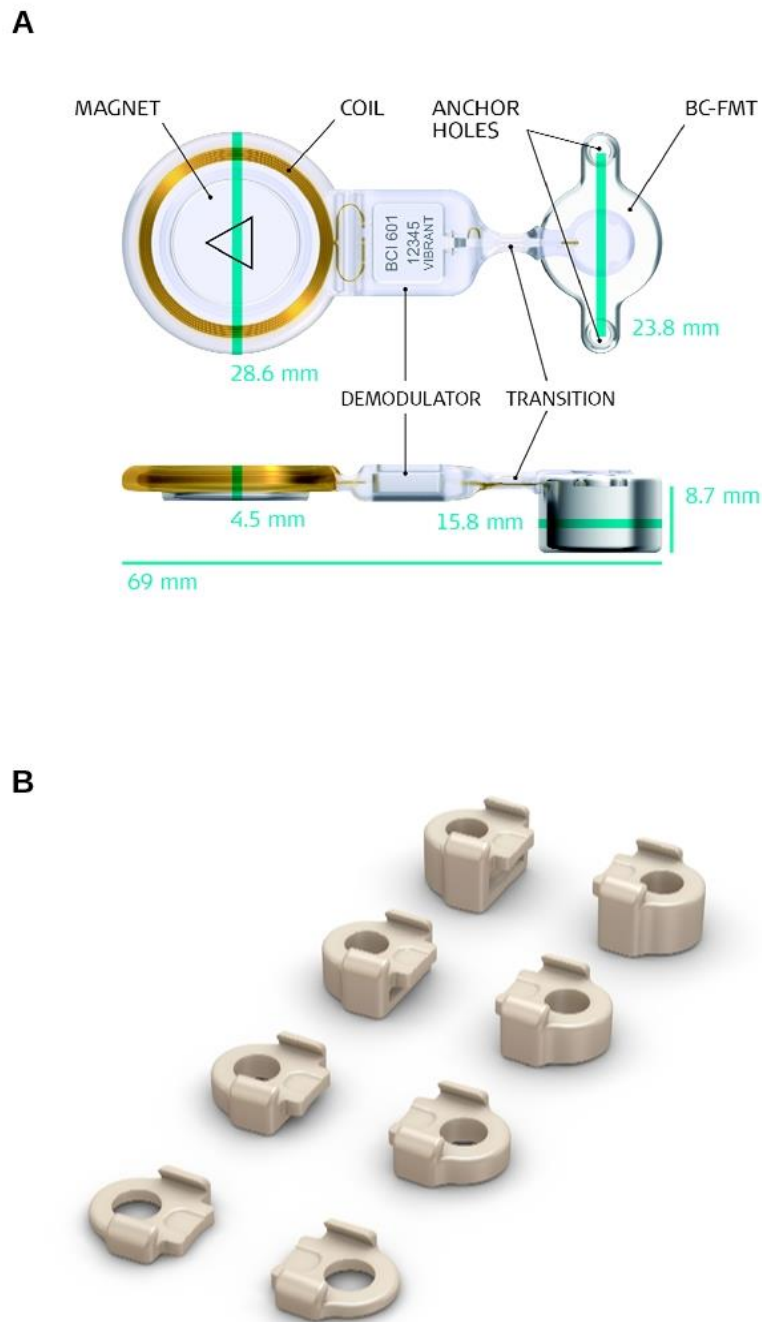 A
MAGNET
COIL
ANCHOR
HOLES
BC-FMT
BCI 601
12345
VIBRANT
23.8 mm
28.6 mm
DEMODULATOR
TRANSITION
4.5 mm
15.8 mm
8.7 mm
69 mm
B